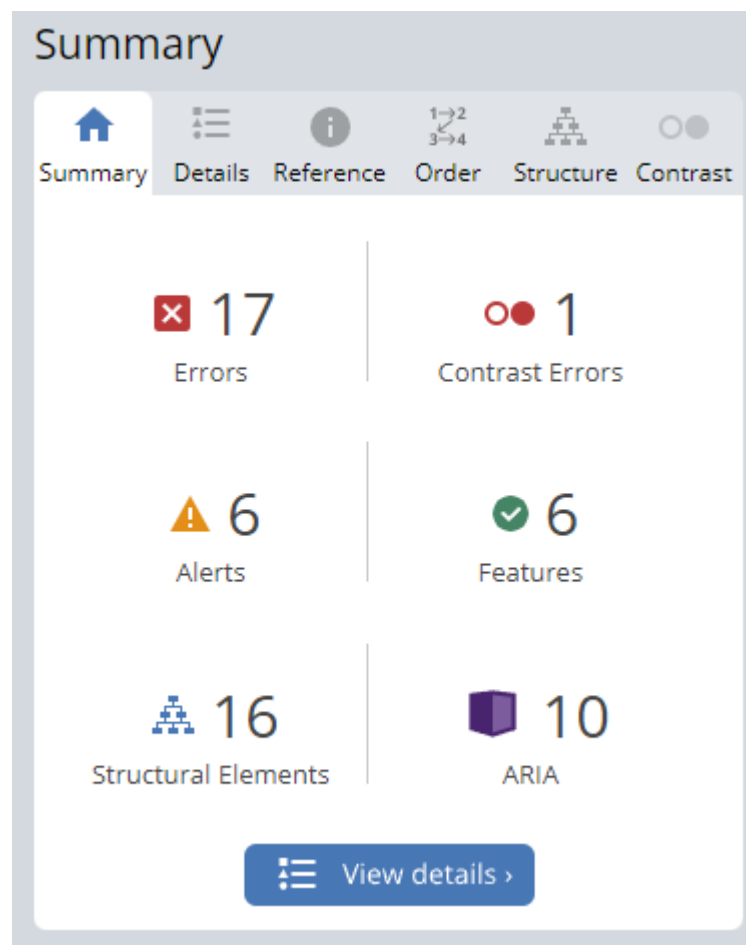 Summary
1→2
3→4
Summary Details Reference Order Structure Contrast
17 1
Errors Contrast Errors
6 6
Alerts Features
16 10
Structural Elements ARIA
View details ›